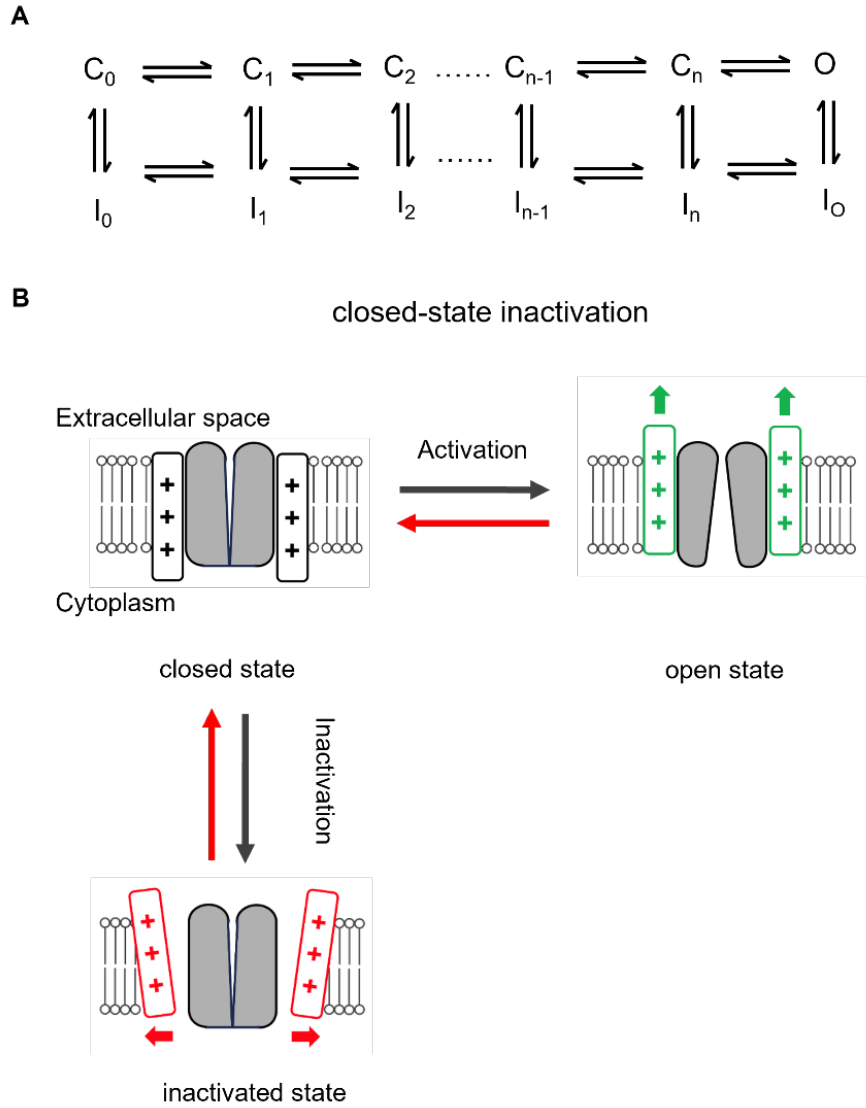 A
C₀ C₁ C₂ ...... Cₙ₋₁ Cₙ O
......
I₀ I₁ I₂ Iₙ₋₁ Iₙ I_O
B
closed-state inactivation
Extracellular space
Activation
+ + + +
+ + + +
+ + + +
Cytoplasm
closed state
open state
Inactivation
+ +
+ +
+ +
inactivated state